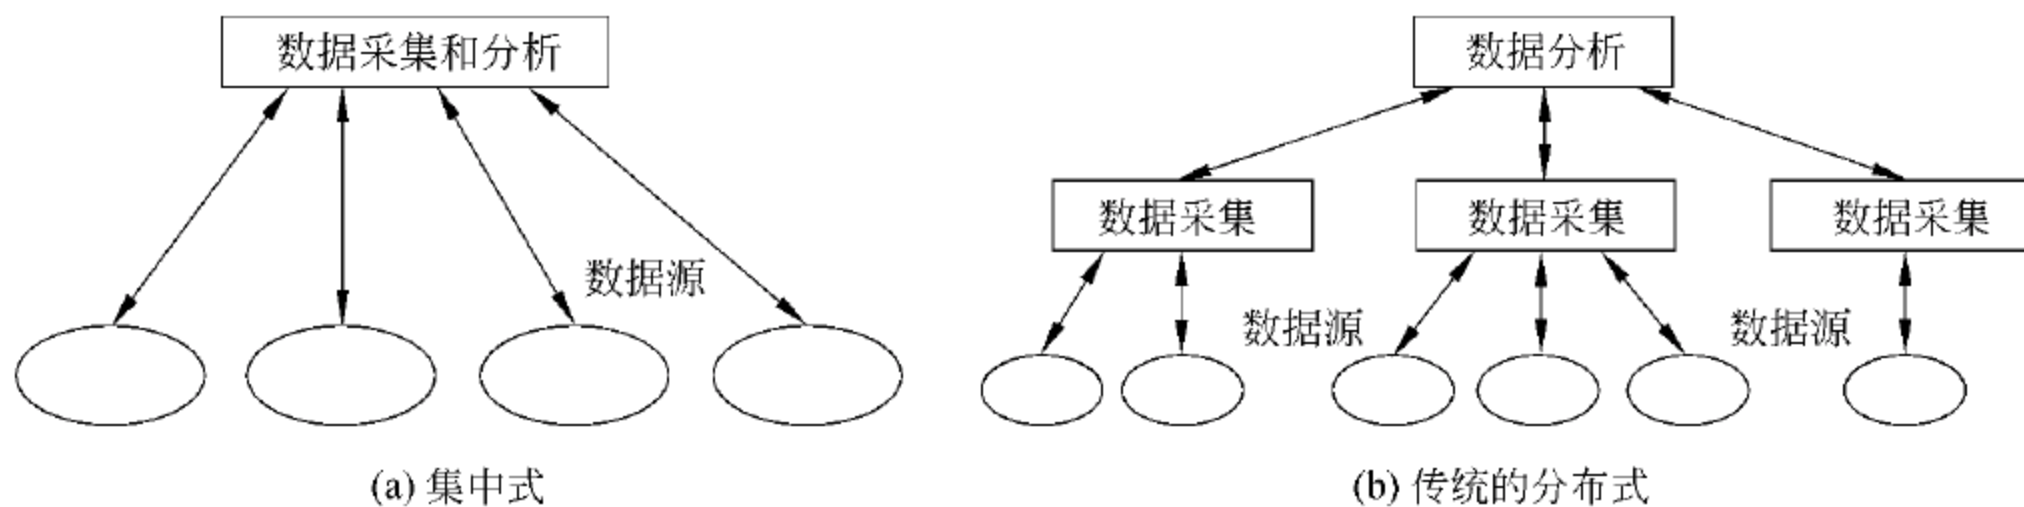 数据采集和分析
数据源
(a) 集中式
数据分析
数据采集
数据采集
数据采集
数据源
数据源
(b) 传统的分布式